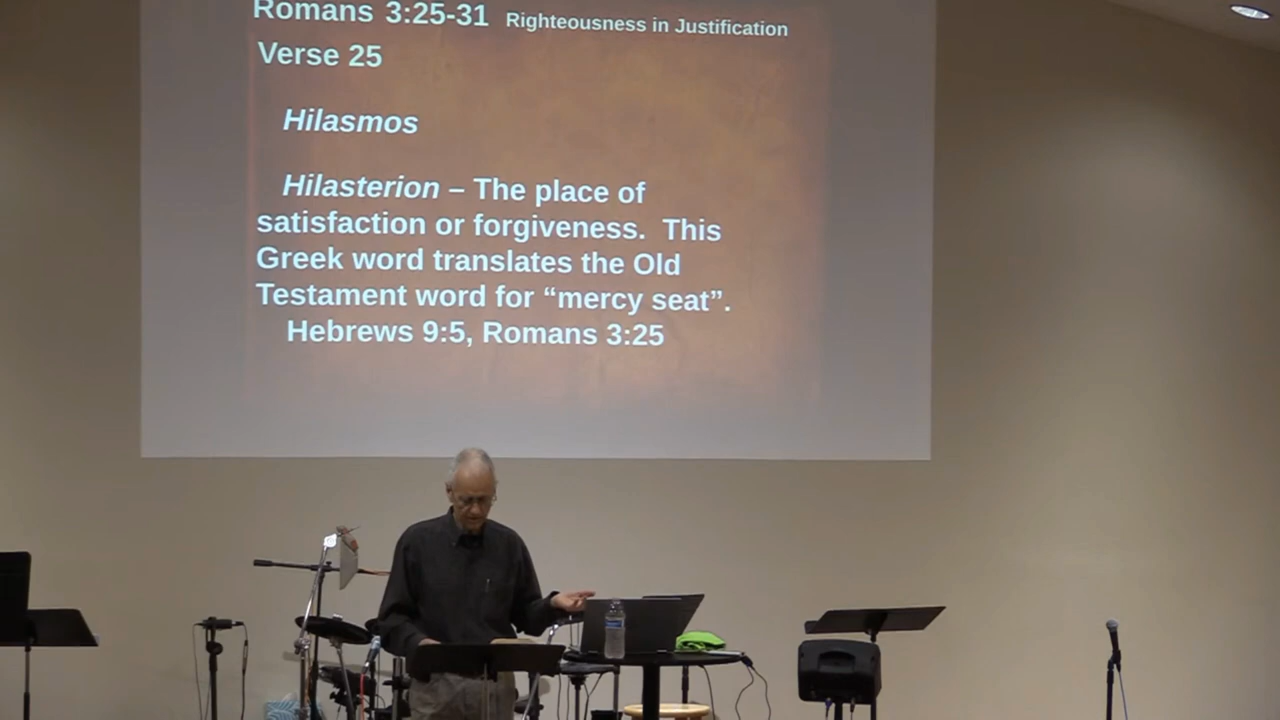 Romans 3:25-31 Righteousness in Justification
Verse 25
Hilasmos
Hilasterion – The place of
satisfaction or forgiveness. This
Greek word translates the Old
Testament word for “mercy seat”.
Hebrews 9:5, Romans 3:25